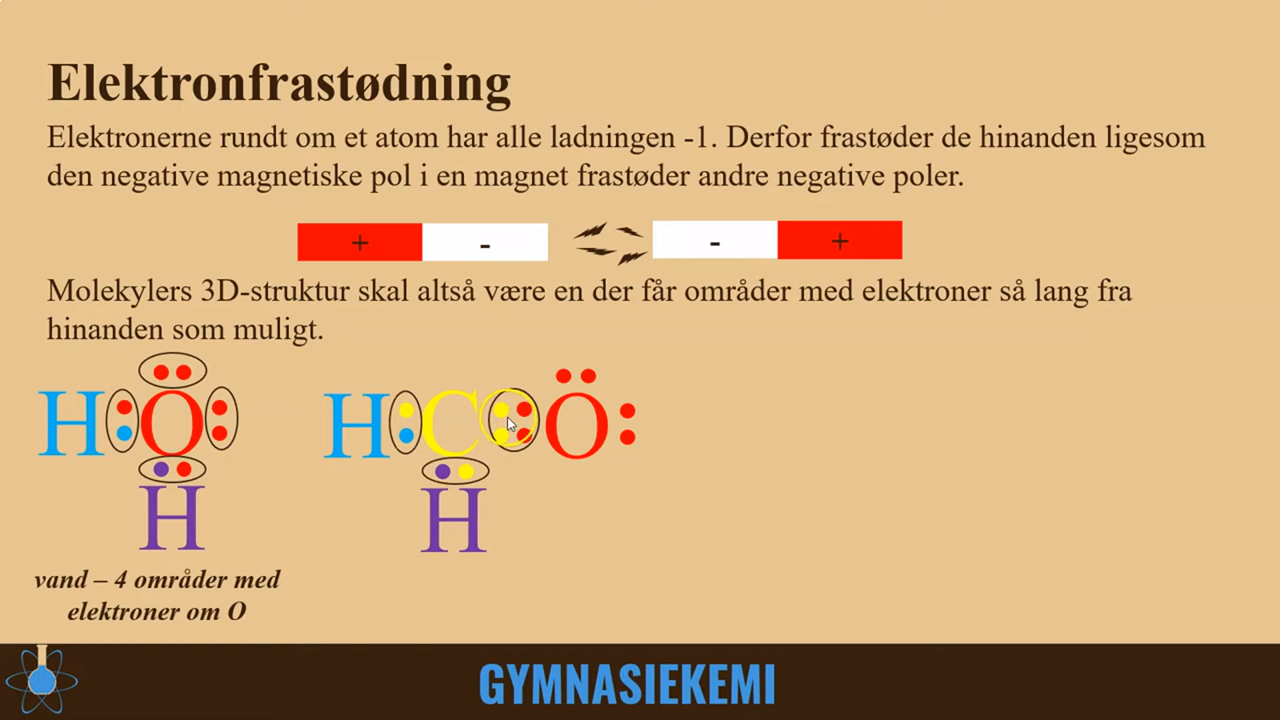 Elektronfrastødning
Elektronerne rundt om et atom har alle ladningen -1. Derfor frastøder de hinanden ligesom
den negative magnetiske pol i en magnet frastøder andre negative poler.
+ - - +
Molekylers 3D-struktur skal altså være en der får områder med elektroner så lang fra
hinanden som muligt.
H O H C O
H H
vand – 4 områder med
elektroner om O
GYMNASIEKEMI